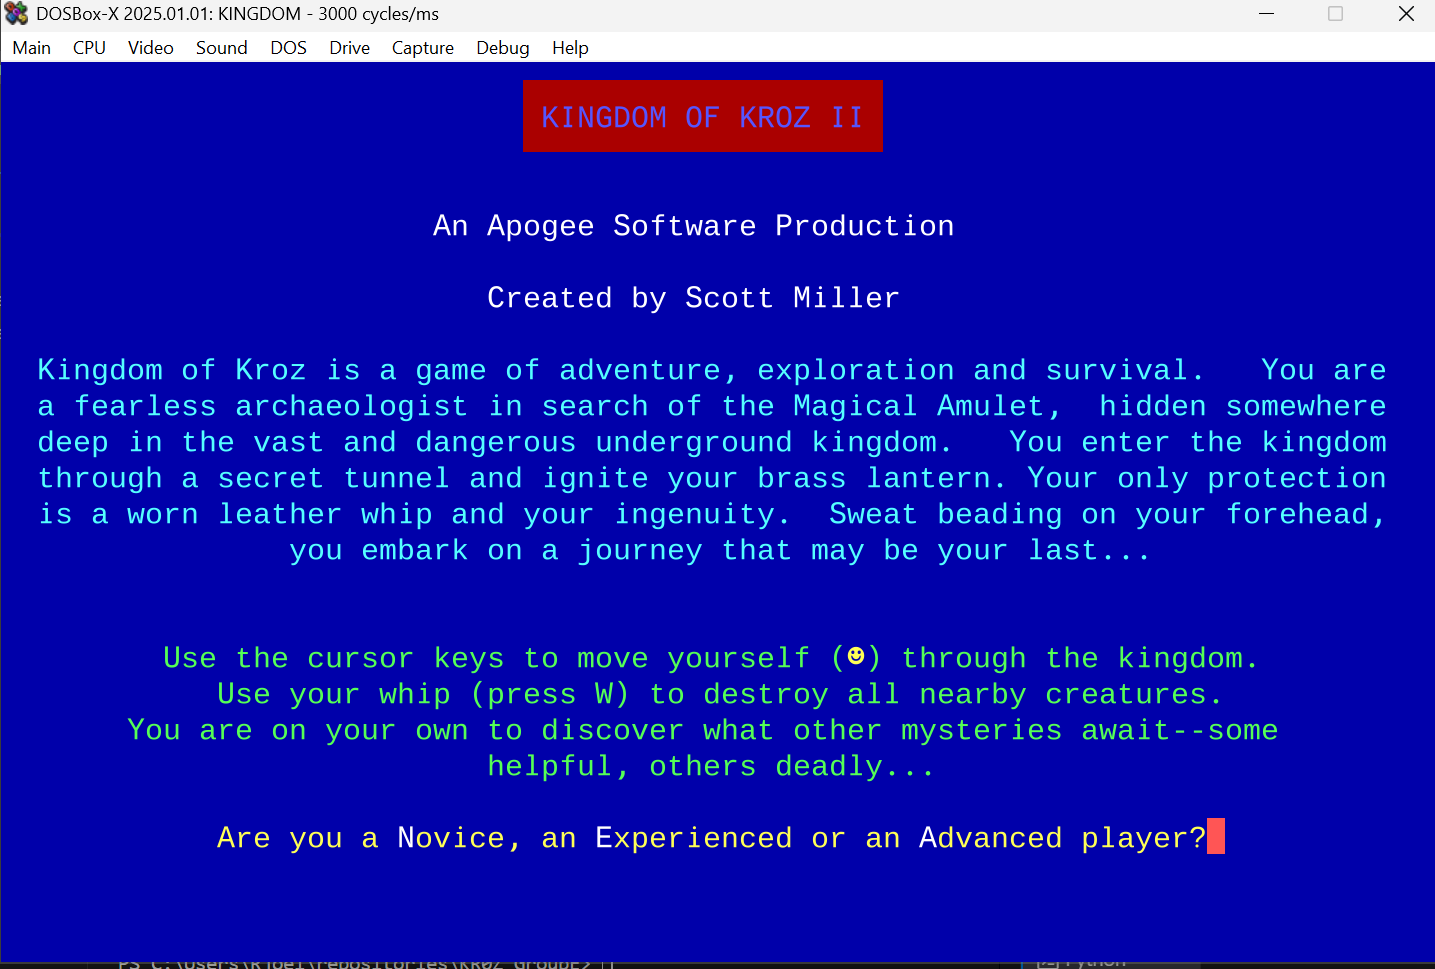 DOSBox-X 2025.01.01: KINGDOM - 3000 cycles/ms
Main CPU Video Sound DOS Drive Capture Debug Help
KINGDOM OF KROZ II
An Apogee Software Production
Created by Scott Miller
Kingdom of Kroz is a game of adventure, exploration and survival.   You are
a fearless archaeologist in search of the Magical Amulet,  hidden somewhere
deep in the vast and dangerous underground kingdom.   You enter the kingdom
through a secret tunnel and ignite your brass lantern. Your only protection
is a worn leather whip and your ingenuity.  Sweat beading on your forehead,
you embark on a journey that may be your last...
Use the cursor keys to move yourself (☻) through the kingdom.
Use your whip (press W) to destroy all nearby creatures.
You are on your own to discover what other mysteries await--some
helpful, others deadly...
Are you a Novice, an Experienced or an Advanced player?